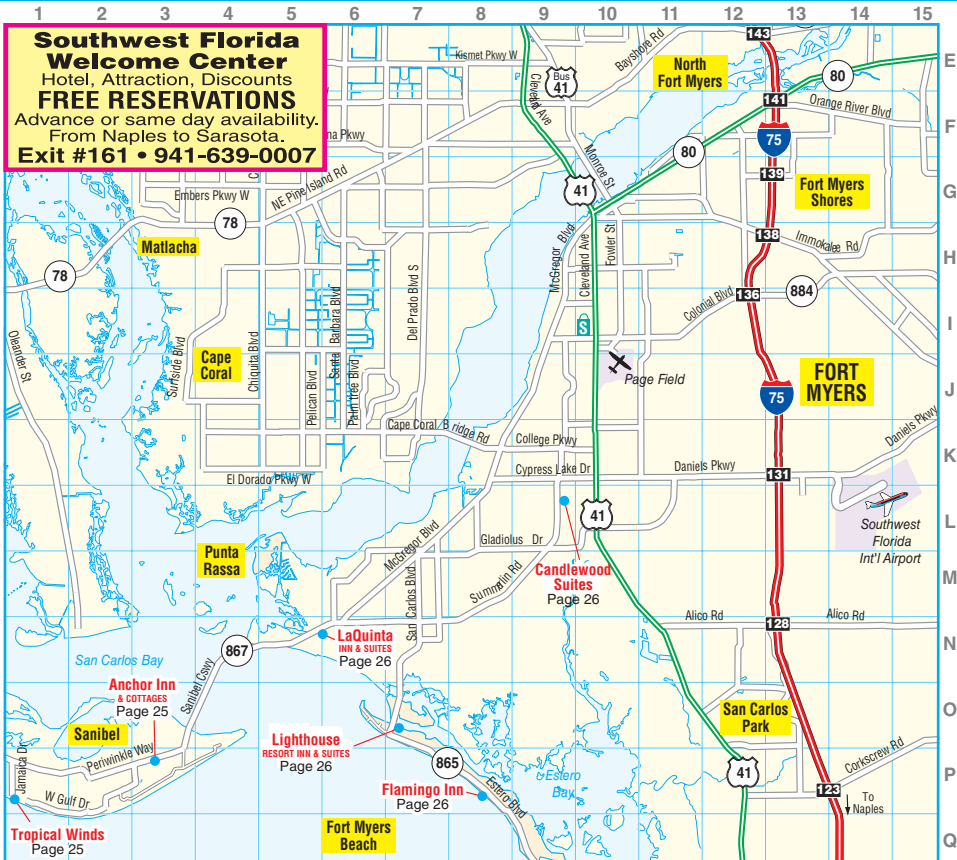 1 2 3 4 5 6 7 8 9 10 11 12 13 14 15
Southwest Florida
Welcome Center
Hotel, Attraction, Discounts
FREE RESERVATIONS
Advance or same day availability.
From Naples to Sarasota.
Exit #161 • 941-639-0007
E
F
G
H
I
J
K
L
M
N
O
P
Q
143
Kismet Pkwy W
Bayshore Rd
North
Fort Myers
80
Bus
41
Cleveland Ave
141
Orange River Blvd
ma Pkwy
75
80
Monroe St
139
Embers Pkwy W
NE Pine Island Rd
41
Fort Myers
Shores
78
Matlacha
138
Immokalee Rd
McGregor Blvd
Cleveland Ave
Fowler St
78
884
136
Colonial Blvd
S
Oleander St
Surfside Blvd
Chiquita Blvd
Pelican Blvd
Santa Barbara Blvd
Palm tree Blvd
Del Prado Blvd S
Cape
Coral
Page Field
FORT
MYERS
75
Cape Coral B ridge Rd
College Pkwy
Daniels Pkwy
El Dorado Pkwy W
Cypress Lake Dr
Daniels Pkwy
131
41
Southwest
Florida
Int'l Airport
Gladiolus Dr
McGregor Blvd
Punta
Rassa
Candlewood
Suites
Page 26
Summerlin Rd
San Carlos Blvd
Alico Rd
128
Alico Rd
LaQuinta
INN & SUITES
Page 26
867
San Carlos Bay
Sanibel Cswy
Anchor Inn
& COTTAGES
Page 25
Sanibel
Periwinkle Way
Jamaica Dr
W Gulf Dr
Tropical Winds
Page 25
San Carlos
Park
Lighthouse
RESORT INN & SUITES
Page 26
865
Corkscrew Rd
Estero
Bay
Estero Blvd
Flamingo Inn
Page 26
41
123
To
Naples
Fort Myers
Beach